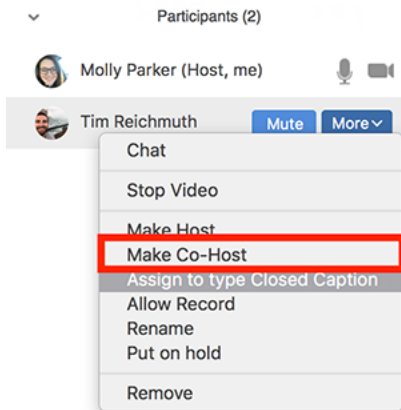 Participants (2)
Molly Parker (Host, me)
Tim Reichmuth Mute More
Chat
Stop Video
Make Host
Make Co-Host
Assign to type Closed Caption
Allow Record
Rename
Put on hold
Remove